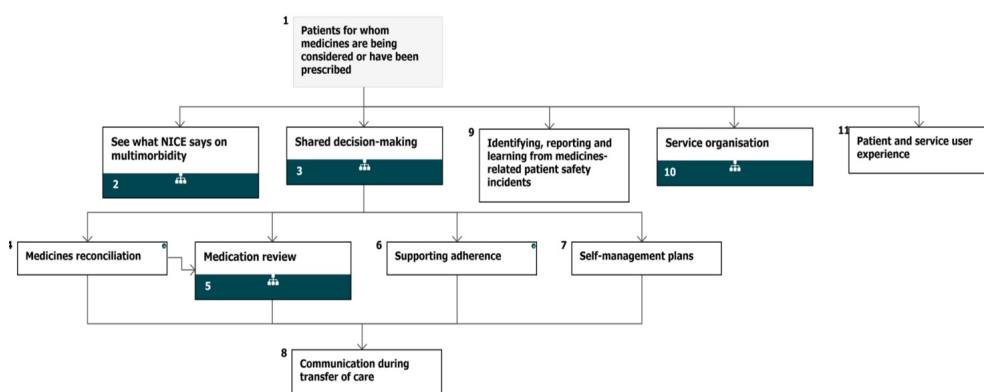 1
Patients for whom
medicines are being
considered or have been
prescribed
See what NICE says on
multimorbidity
2
Shared decision-making
3
9
Identifying, reporting and
learning from medicines-
related patient safety
incidents
Service organisation
10
11
Patient and service user
experience
4
Medicines reconciliation
Medication review
5
6
Supporting adherence
7
Self-management plans
8
Communication during
transfer of care